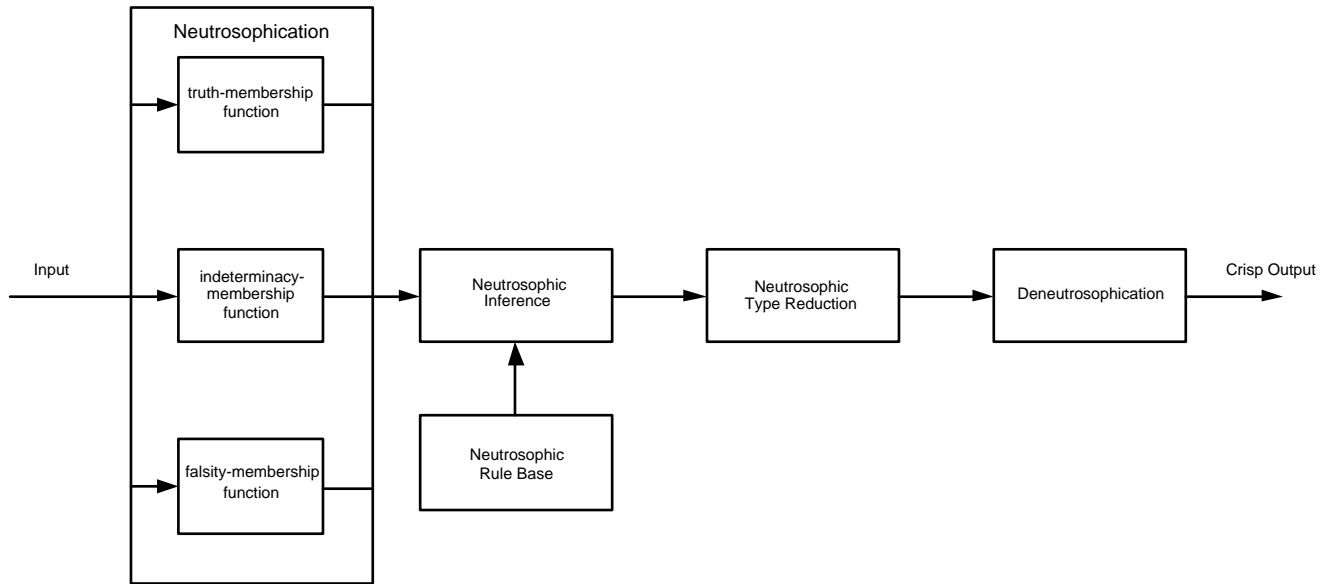 Neutrosophication
truth-membership
function
Input
indeterminacy-
membership
function
Neutrosophic
Inference
Neutrosophic
Type Reduction
Deneutrosophication
Crisp Output
Neutrosophic
Rule Base
falsity-membership
function